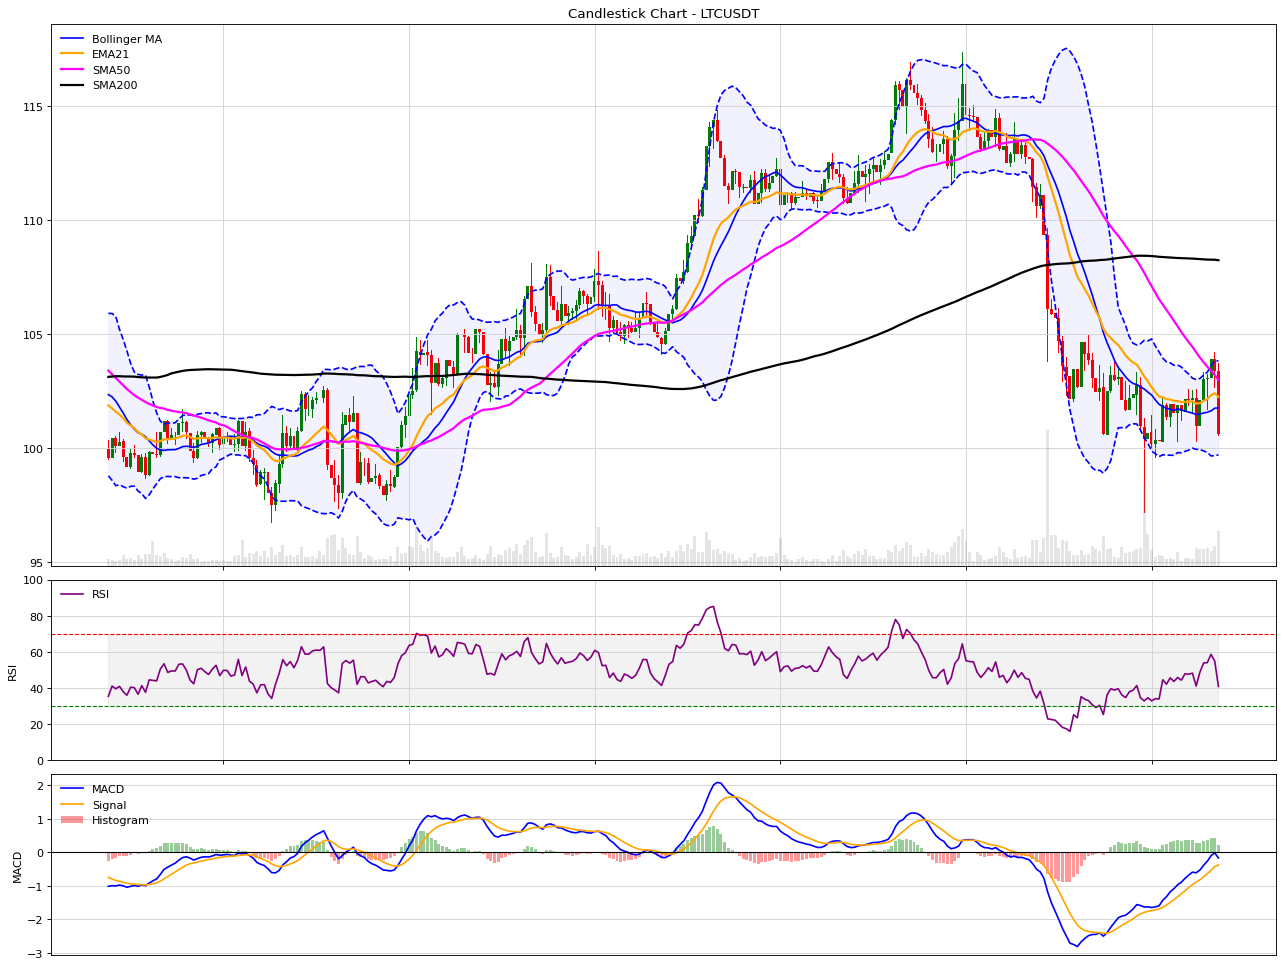 Candlestick Chart - LTCUSDT
Bollinger MA
EMA21
SMA50
SMA200
115
110
105
100
95
100
80
60
40
20
0
RSI
RSI
2
1
0
−1
−2
−3
MACD
MACD
Signal
Histogram